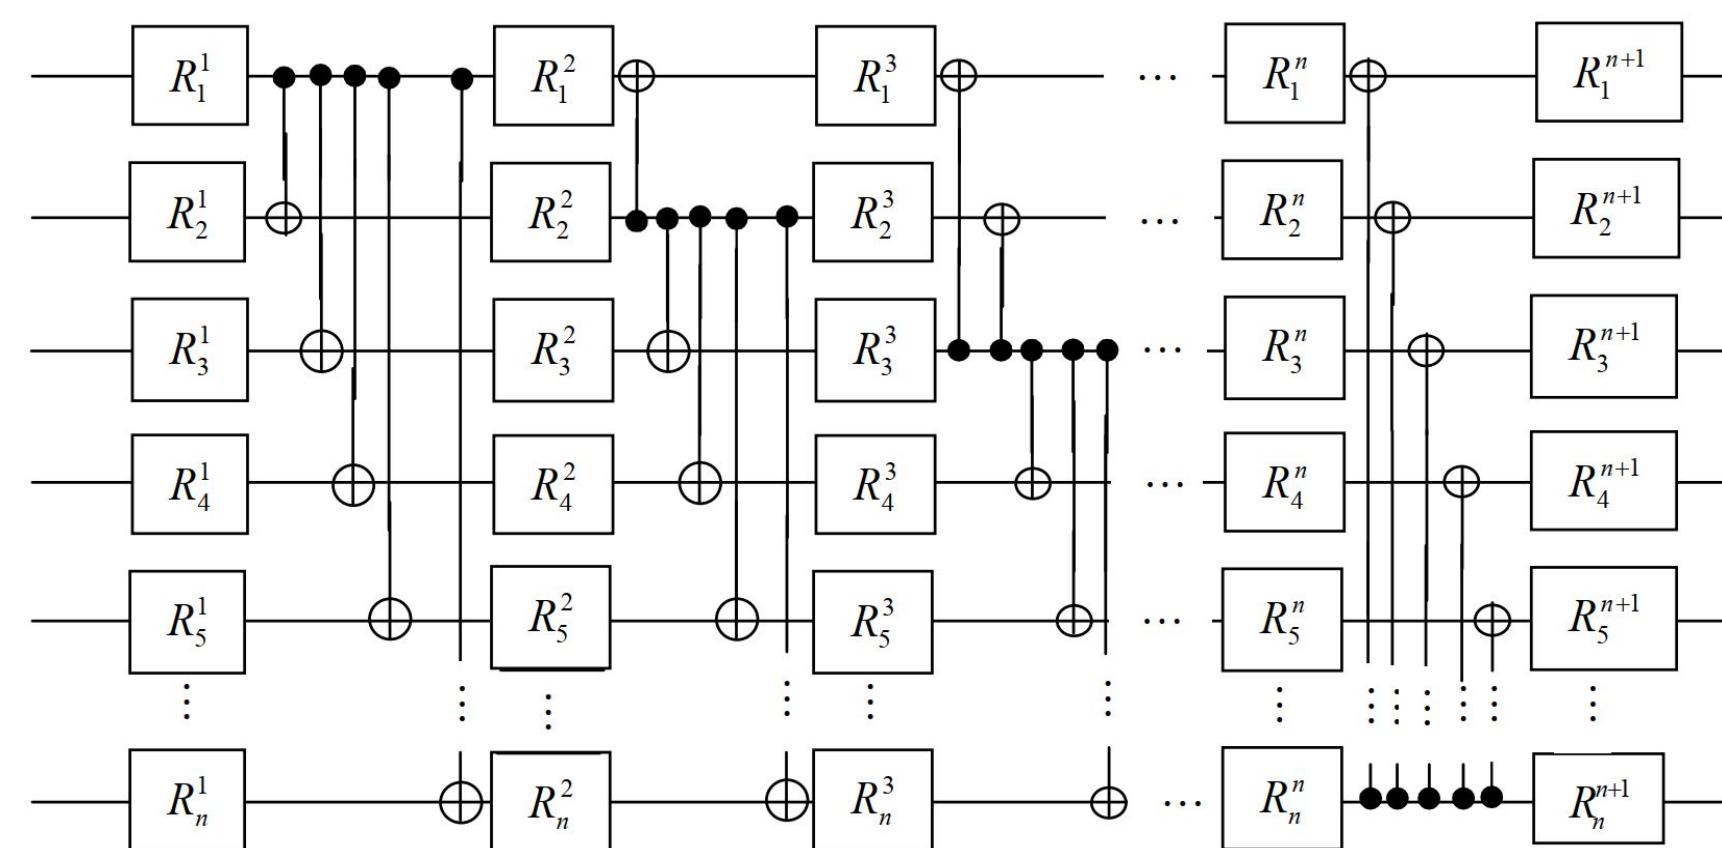 R_1^1 R_1^2 R_1^3 ⋯ R_1^n R_1^{n+1}
R_2^1 R_2^2 R_2^3 ⋯ R_2^n R_2^{n+1}
R_3^1 R_3^2 R_3^3 ⋯ R_3^n R_3^{n+1}
R_4^1 R_4^2 R_4^3 ⋯ R_4^n R_4^{n+1}
R_5^1 R_5^2 R_5^3 ⋯ R_5^n R_5^{n+1}
⋮ ⋮ ⋮ ⋮ ⋮ ⋮ ⋮ ⋮ ⋮ ⋮ ⋮ ⋮ ⋮
R_n^1 R_n^2 R_n^3 ⋯ R_n^n R_n^{n+1}